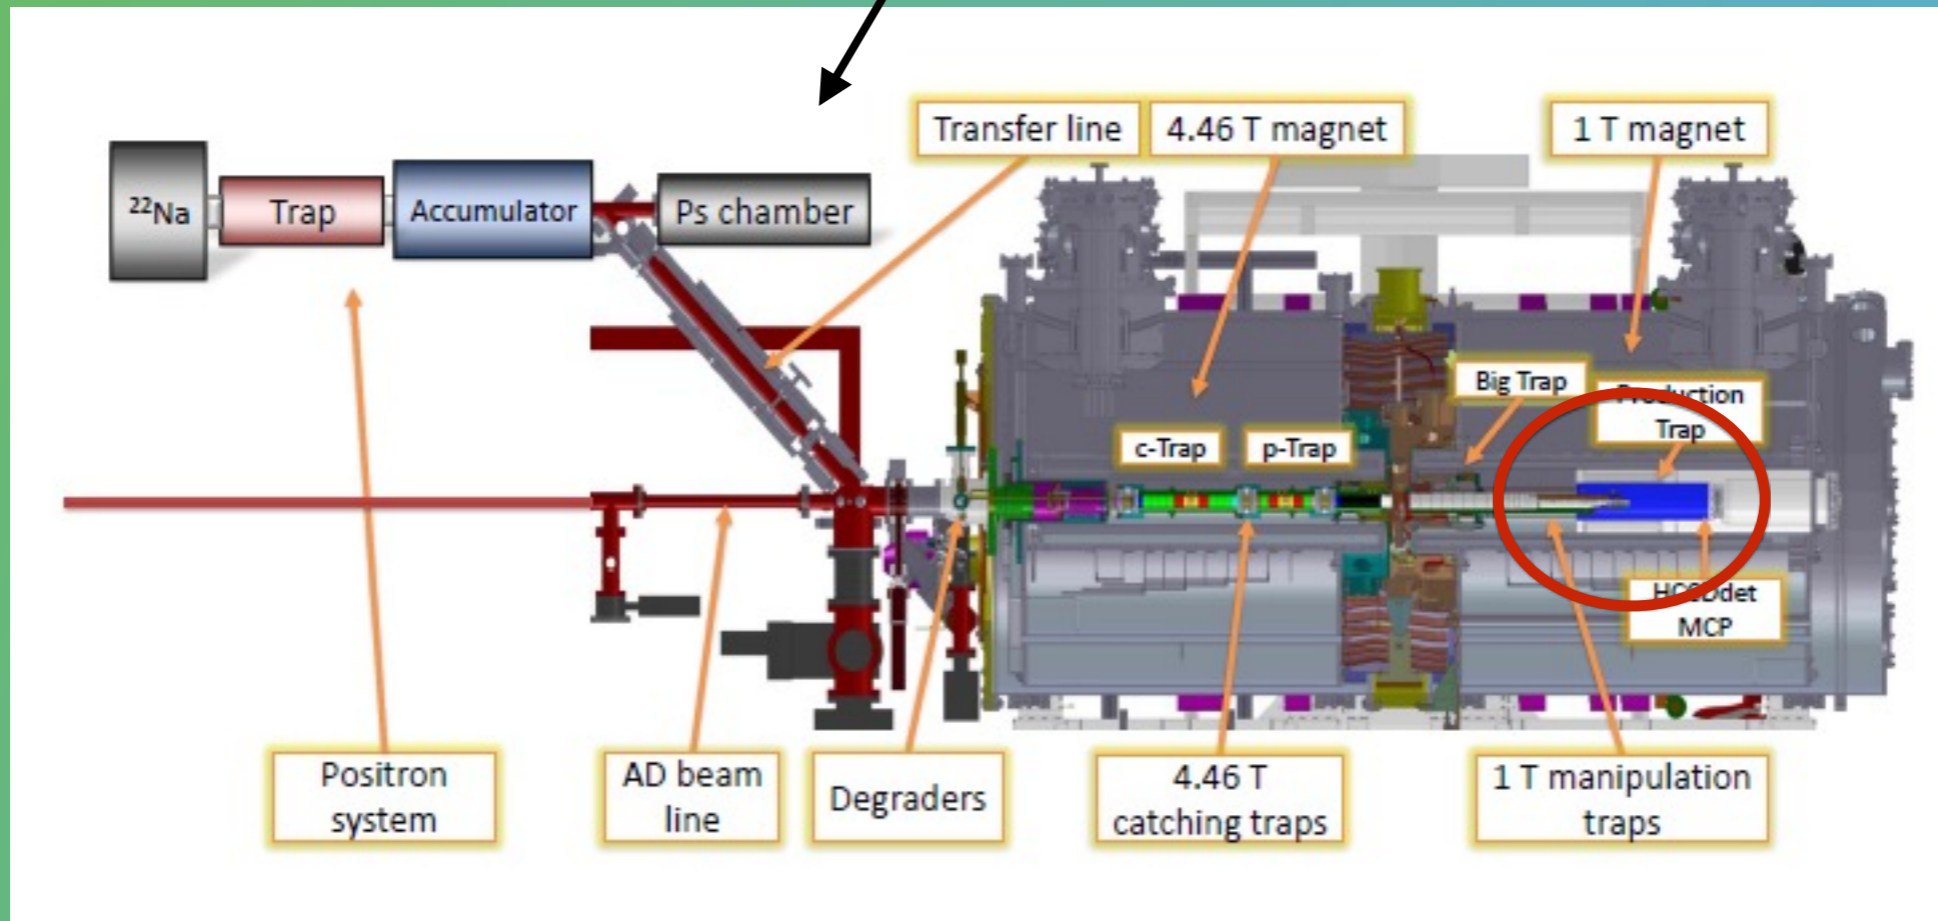 Transfer line
4.46 T magnet
1 T magnet
²²Na
Trap
Accumulator
Ps chamber
Big Trap
Production
Trap
c-Trap
p-Trap
MCP
Positron
system
AD beam
line
Degraders
4.46 T
catching traps
1 T manipulation
traps